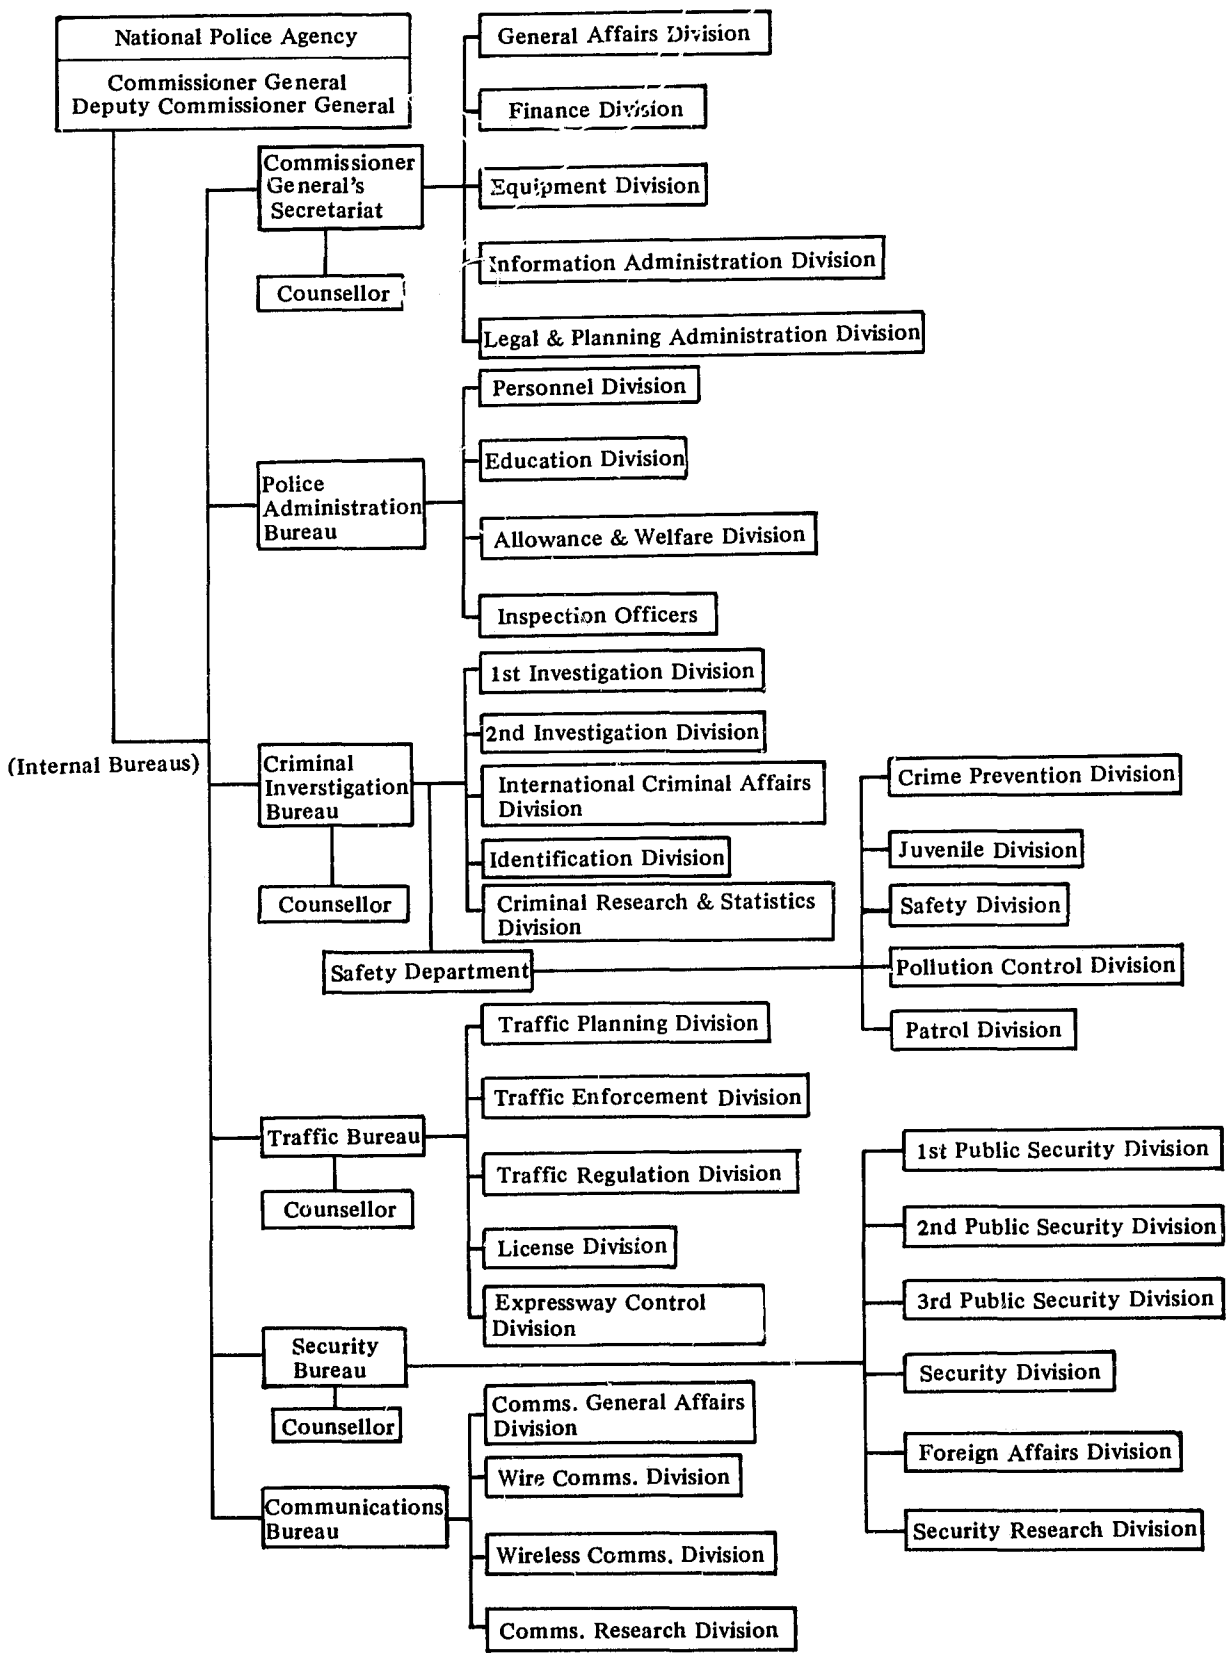 National Police Agency
Commissioner General
Deputy Commissioner General
(Internal Bureaus)
Commissioner
General's
Secretariat
Counsellor
General Affairs Division
Finance Division
Equipment Division
Information Administration Division
Legal & Planning Administration Division
Police
Administration
Bureau
Personnel Division
Education Division
Allowance & Welfare Division
Inspection Officers
Criminal
Inverstigation
Bureau
Counsellor
1st Investigation Division
2nd Investigation Division
International Criminal Affairs
Division
Identification Division
Criminal Research & Statistics
Division
Safety Department
Crime Prevention Division
Juvenile Division
Safety Division
Pollution Control Division
Patrol Division
Traffic Bureau
Counsellor
Traffic Planning Division
Traffic Enforcement Division
Traffic Regulation Division
License Division
Expressway Control
Division
Security
Bureau
Counsellor
1st Public Security Division
2nd Public Security Division
3rd Public Security Division
Security Division
Foreign Affairs Division
Security Research Division
Communications
Bureau
Comms. General Affairs
Division
Wire Comms. Division
Wireless Comms. Division
Comms. Research Division